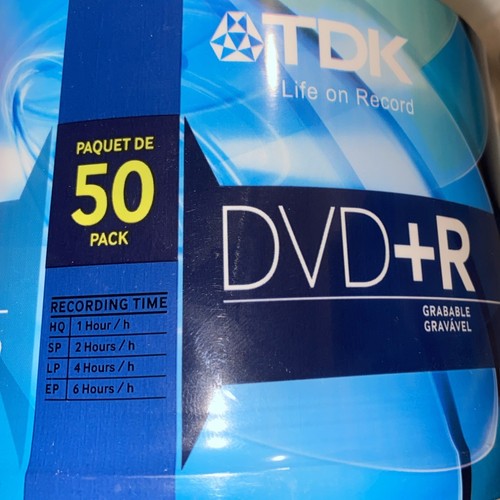 TDK
Life on Record
PAQUET DE
50
PACK
DVD+R
GRABABLE
GRAVÁVEL
RECORDING TIME
HQ 1 Hour / h
SP 2 Hours / h
LP 4 Hours / h
EP 6 Hours / h